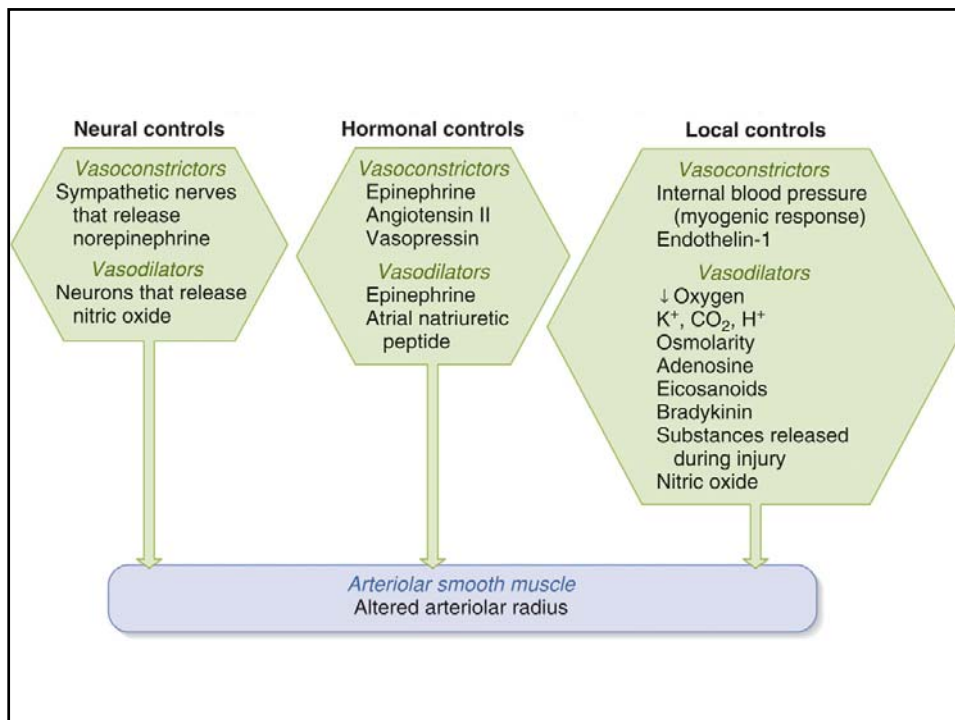 Neural controls
Vasoconstrictors
Sympathetic nerves
that release
norepinephrine
Vasodilators
Neurons that release
nitric oxide
Hormonal controls
Vasoconstrictors
Epinephrine
Angiotensin II
Vasopressin
Vasodilators
Epinephrine
Atrial natriuretic
peptide
Local controls
Vasoconstrictors
Internal blood pressure
(myogenic response)
Endothelin-1
Vasodilators
↓ Oxygen
K⁺, CO₂, H⁺
Osmolarity
Adenosine
Eicosanoids
Bradykinin
Substances released
during injury
Nitric oxide
Arteriolar smooth muscle
Altered arteriolar radius